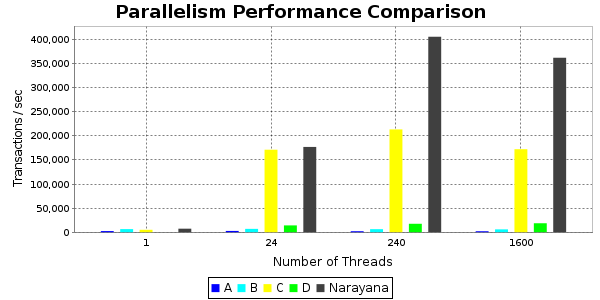 Parallelism Performance Comparison
400,000
350,000
300,000
250,000
200,000
150,000
100,000
50,000
0
Transactions / sec
1 24 240 1600
Number of Threads
A B C D Narayana